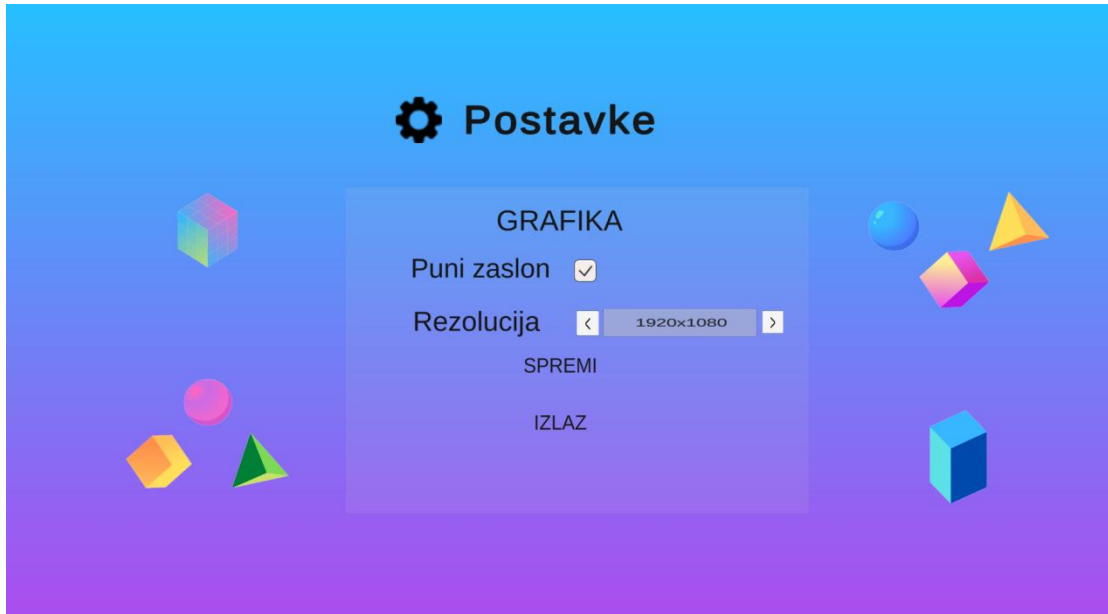 Postavke
GRAFIKA
Puni zaslon
Rezolucija < 1920x1080 >
SPREMI
IZLAZ